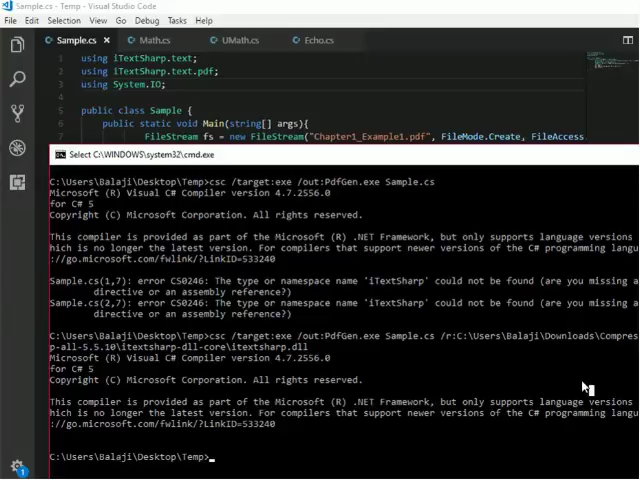 Sample.cs - Temp - Visual Studio Code
File Edit Selection View Go Debug Tasks Help
Sample.cs Math.cs UMath.cs Echo.cs
1 using iTextSharp.text;
2 using iTextSharp.text.pdf;
3 using System.IO;
4
5 public class Sample {
6 public static void Main(string[] args){
7 FileStream fs = new FileStream("Chapter1_Example1.pdf", FileMode.Create, FileAccess.
Select C:\WINDOWS\system32\cmd.exe
C:\Users\Balaji\Desktop\Temp>csc /target:exe /out:PdfGen.exe Sample.cs
Microsoft (R) Visual C# Compiler version 4.7.2556.0
for C# 5
Copyright (C) Microsoft Corporation. All rights reserved.
This compiler is provided as part of the Microsoft (R) .NET Framework, but only supports language versions
hich is no longer the latest version. For compilers that support newer versions of the C# programming langu
://go.microsoft.com/fwlink/?LinkID=533240
Sample.cs(1,7): error CS0246: The type or namespace name 'iTextSharp' could not be found (are you missing a
directive or an assembly reference?)
Sample.cs(2,7): error CS0246: The type or namespace name 'iTextSharp' could not be found (are you missing a
directive or an assembly reference?)
C:\Users\Balaji\Desktop\Temp>csc /target:exe /out:PdfGen.exe Sample.cs /r:C:\Users\Balaji\Downloads\Compres
p-all-5.5.10\itextsharp-dll-core\itextsharp.dll
Microsoft (R) Visual C# Compiler version 4.7.2556.0
for C# 5
Copyright (C) Microsoft Corporation. All rights reserved.
This compiler is provided as part of the Microsoft (R) .NET Framework, but only supports language versions
hich is no longer the latest version. For compilers that support newer versions of the C# programming langu
://go.microsoft.com/fwlink/?LinkID=533240
C:\Users\Balaji\Desktop\Temp>
1